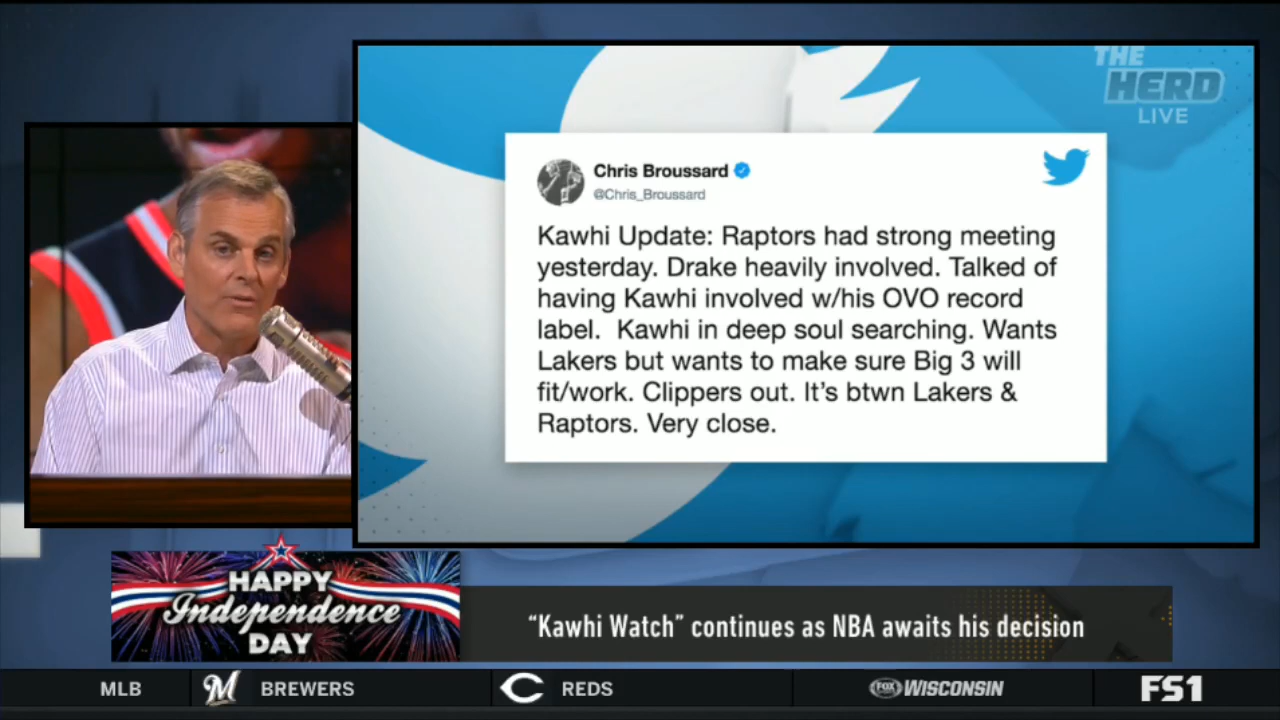 THE
HERD
LIVE
Chris Broussard
@Chris_Broussard
Kawhi Update: Raptors had strong meeting
yesterday. Drake heavily involved. Talked of
having Kawhi involved w/his OVO record
label.  Kawhi in deep soul searching. Wants
Lakers but wants to make sure Big 3 will
fit/work. Clippers out. It's btwn Lakers &
Raptors. Very close.
HAPPY
Independence
DAY
“Kawhi Watch” continues as NBA awaits his decision
MLB M BREWERS C REDS FOX WISCONSIN FS1